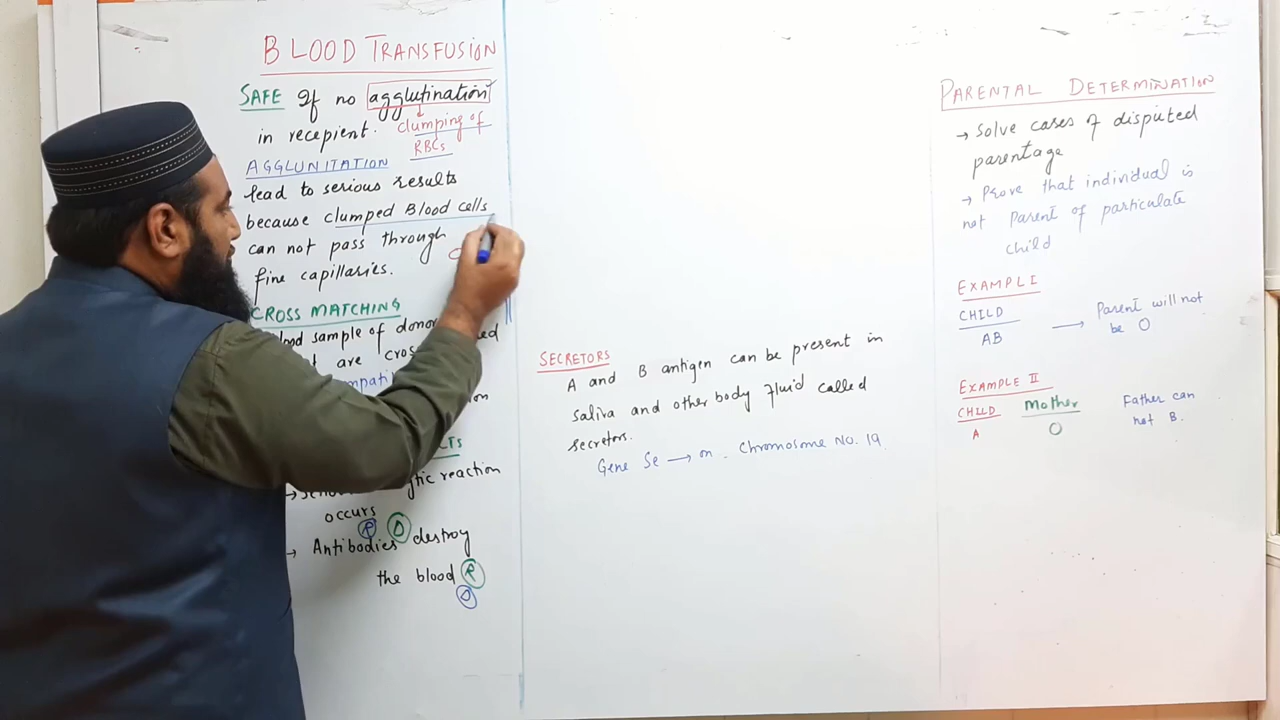 BLOOD TRANSFUSION
SAFE If no agglutination
in recepient. clumping of
RBCs
AGGLUNITATION
lead to serious results
because clumped Blood cells
can not pass through
fine capillaries.
CROSS MATCHING
blood sample of donor
are
occurs
→ Antibodies destroy
R D
the blood R
D
SECRETORS
A and B antigen can be present in
saliva and other body fluid called
secretors.
Gene Se → on . Chromosome No. 19
PARENTAL DETERMINATION
→ Solve cases of disputed
parentage
→ Prove that individual is
not Parent of particulate
child
EXAMPL I
CHILD → Parent will not
AB be O
EXAMPLE II
CHILD Mother Father can
A O not B.